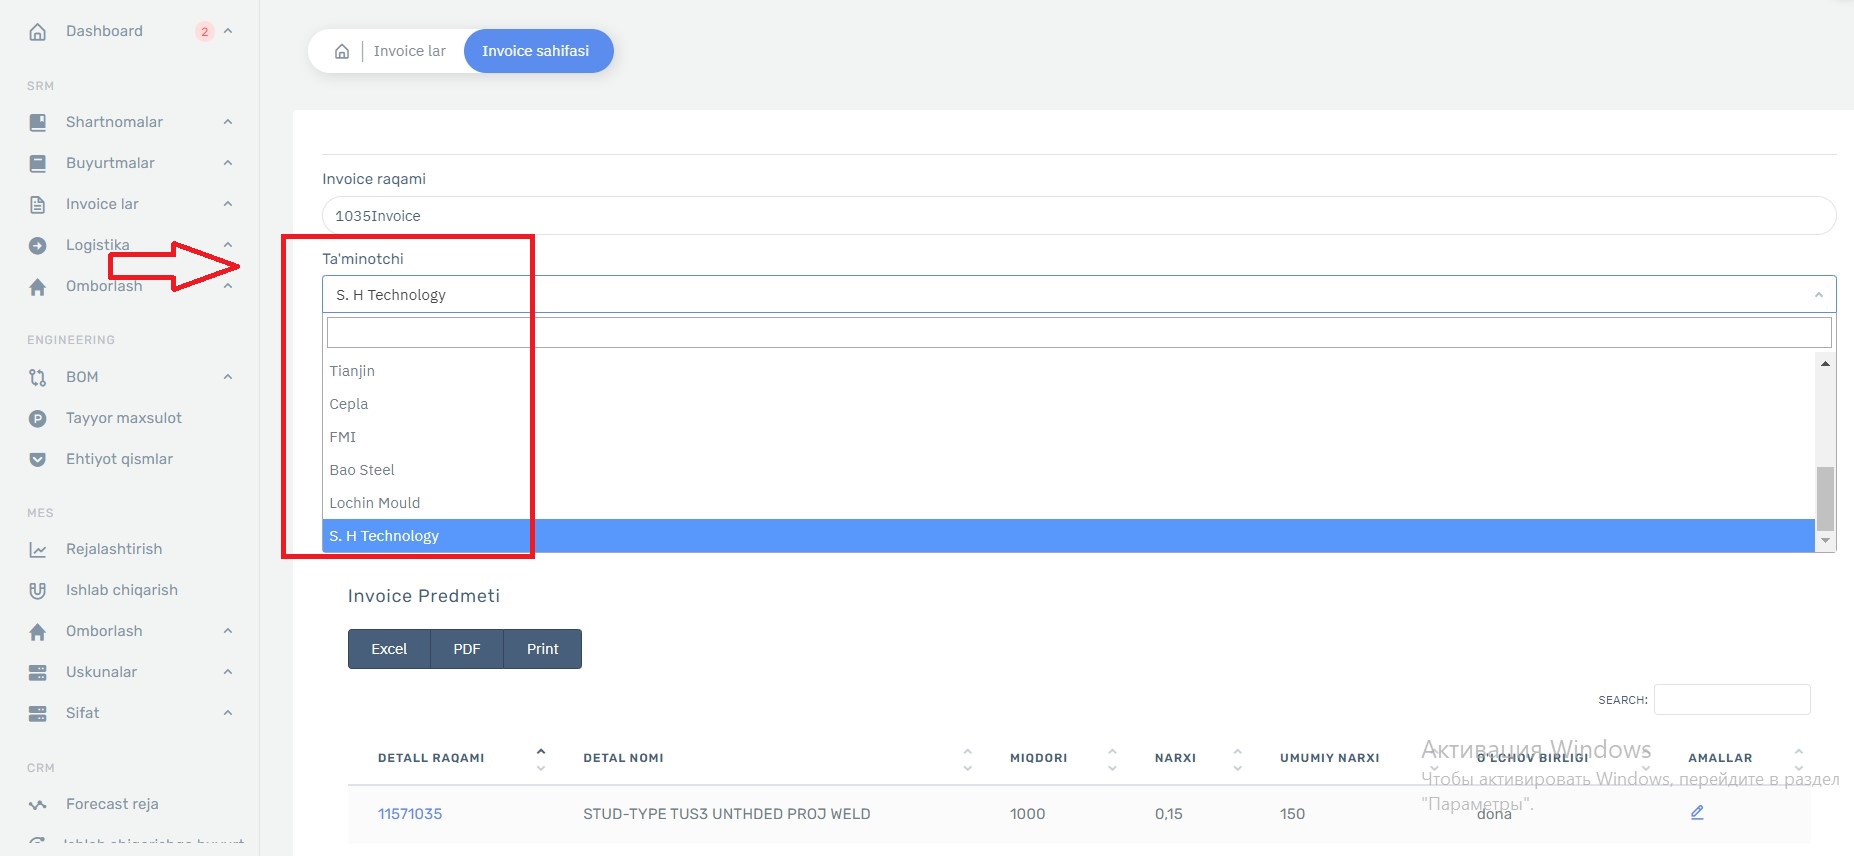 Dashboard 2
SRM
Shartnomalar
Buyurtmalar
Invoice lar
Logistika
Omborlash
ENGINEERING
BOM
Tayyor maxsulot
Ehtiyot qismlar
MES
Rejalashtirish
Ishlab chiqarish
Omborlash
Uskunalar
Sifat
CRM
Forecast reja
Invoice lar Invoice sahifasi
Invoice raqami
1035Invoice
Ta'minotchi
S. H Technology
Tianjin
Cepla
FMI
Bao Steel
Lochin Mould
S. H Technology
Invoice Predmeti
Excel PDF Print
SEARCH:
DETALL RAQAMI DETAL NOMI MIQDORI NARXI UMUMIY NARXI O'LCHOV BIRLIGI AMALLAR
11571035 STUD-TYPE TUS3 UNTHDED PROJ WELD 1000 0,15 150 dona
Активация Windows
Чтобы активировать Windows, перейдите в раздел
"Параметры".